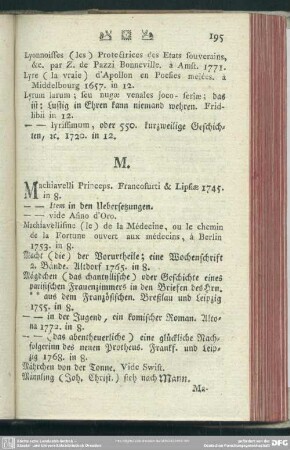 195
Lyonnoisses (les) Protectrices des Etats souverains,
&c. par Z. de Pazzi Bonneville. à Amst. 1771.
Lyre (la vraie) d'Apollon en Poesies melées. à
Middelbourg 1657. in 12.
Lyrum larum; seu nugæ venales joco-seriæ; das
ist: Lustig in Ehren kann niemand wehren. Frid-
libii in 12.
— — lyrissimum, oder 550. kurzweilige Geschich-
ten, ꝛc. 1720. in 12.
M.
Machiavelli Princeps. Francofurti & Lipsiæ 1745.
in 8.
— — Item in den Uebersetzungen.
— — vide Asino d'Oro.
Machiavellisme (le) de la Médecine, ou le chemin
de la Fortune ouvert aux médecins, à Berlin
1753. in 8.
Macht (die) der Vorurtheile; eine Wochenschrift
2. Bände. Altdorf 1765. in 8.
Mägdchen (das schantzlische) oder Geschichte eines
parisischen Frauenzimmers in den Briefen des Hrn.
** aus dem Französischen. Breßlau und Leipzig
1755. in 8.
— — in der Jugend, ein komischer Roman. Alto-
na 1772. in 8.
— — (das abentheuerliche) eine glückliche Nach-
folgerinn des neuen Protheus. Frankf. und Leip-
zig 1768. in 8.
Mährchen von der Tonne. Vide Swift.
Männling (Joh. Christ.) sieh nach Mann.
Ma-